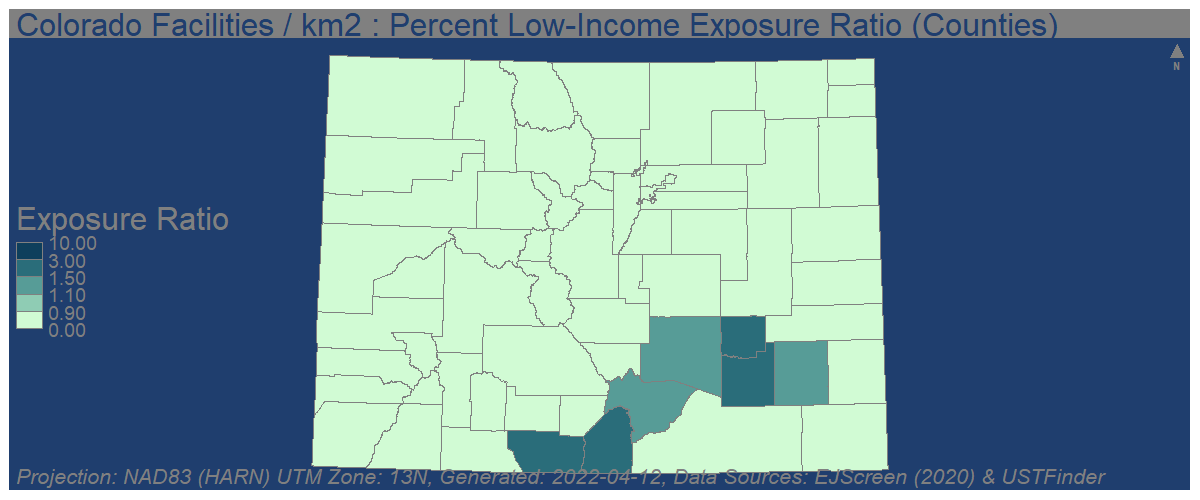 Colorado Facilities / km2 : Percent Low-Income Exposure Ratio (Counties)
N
Exposure Ratio
10.00
3.00
1.50
1.10
0.90
0.00
Projection: NAD83 (HARN) UTM Zone: 13N, Generated: 2022-04-12, Data Sources: EJScreen (2020) & USTFinder